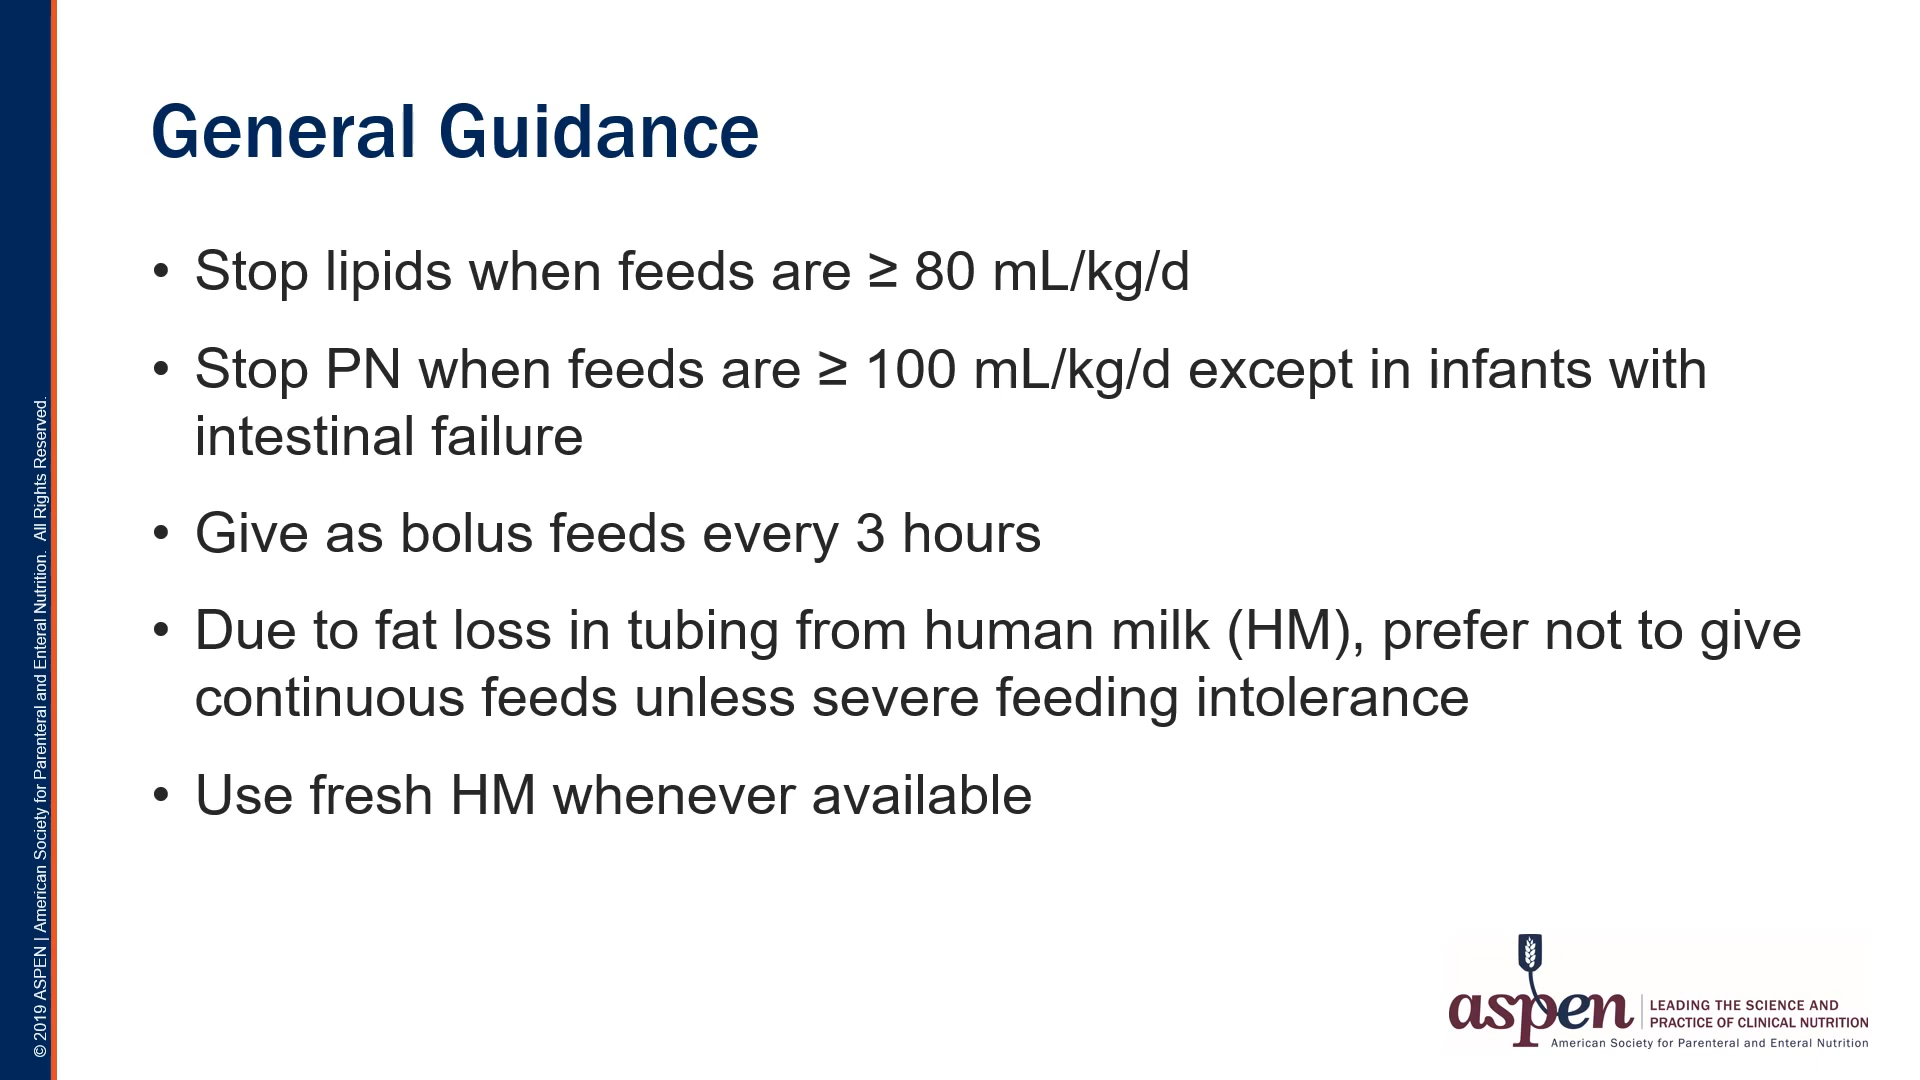 General Guidance
• Stop lipids when feeds are ≥ 80 mL/kg/d
• Stop PN when feeds are ≥ 100 mL/kg/d except in infants with
intestinal failure
• Give as bolus feeds every 3 hours
• Due to fat loss in tubing from human milk (HM), prefer not to give
continuous feeds unless severe feeding intolerance
• Use fresh HM whenever available
© 2019 ASPEN | American Society for Parenteral and Enteral Nutrition. All Rights Reserved.
aspen
LEADING THE SCIENCE AND
PRACTICE OF CLINICAL NUTRITION
American Society for Parenteral and Enteral Nutrition